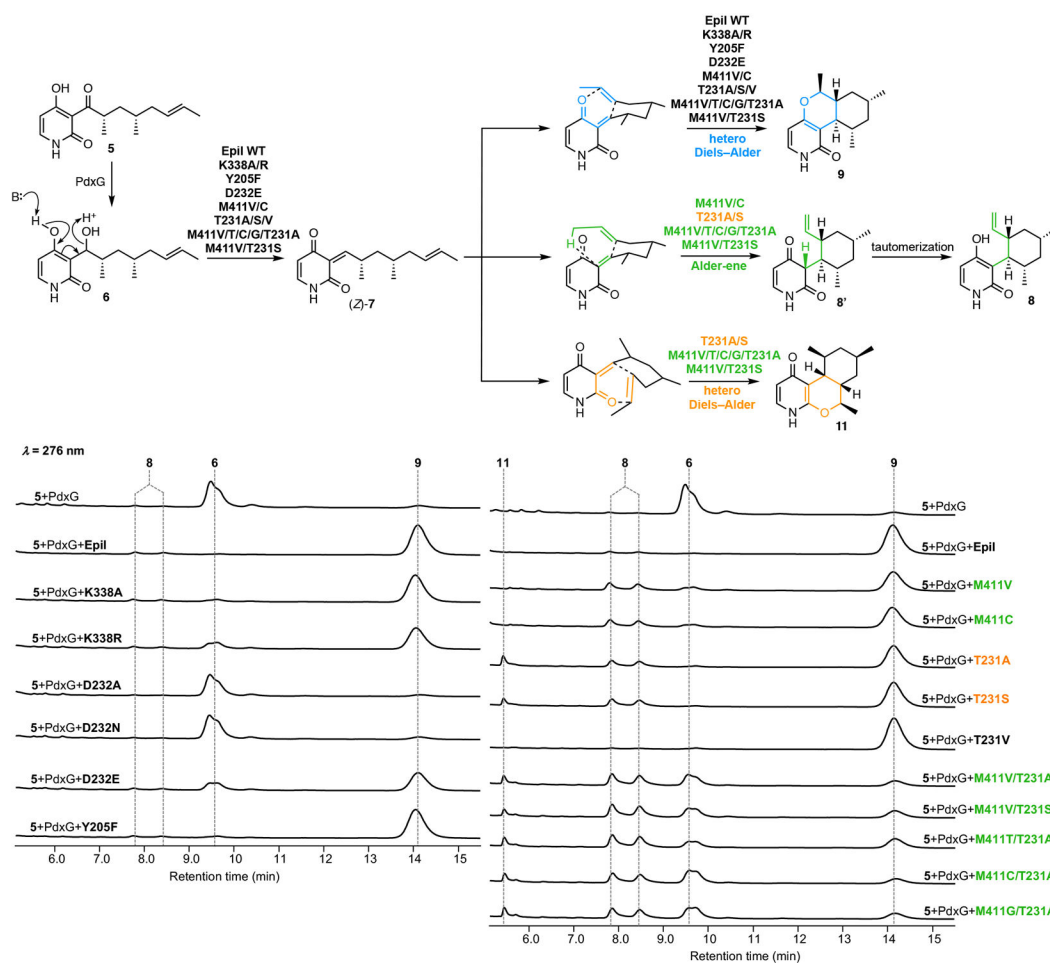 OH
O
N
H
O
5
PdxG
B:
H
O
OH
H⁺
N
H
O
6
Epil WT
K338A/R
Y205F
D232E
M411V/C
T231A/S/V
M411V/T/C/G/T231A
M411V/T231S
O
N
H
O
(Z)-7
O
N
H
O
Epil WT
K338A/R
Y205F
D232E
M411V/C
T231A/S/V
M411V/T/C/G/T231A
M411V/T231S
hetero
Diels–Alder
O
H
H
N
H
O
9
H
O
N
H
O
M411V/C
T231A/S
M411V/T/C/G/T231A
M411V/T231S
Alder-ene
O
H
H
N
H
O
8'
tautomerization
OH
H
N
H
O
8
O
N
H
O
T231A/S
M411V/T/C/G/T231A
M411V/T231S
hetero
Diels–Alder
O
H
H
N
H
O
11
λ = 276 nm
8 6 9
5+PdxG
5+PdxG+Epil
5+PdxG+K338A
5+PdxG+K338R
5+PdxG+D232A
5+PdxG+D232N
5+PdxG+D232E
5+PdxG+Y205F
6.0 7.0 8.0 9.0 10 11 12 13 14 15
Retention time (min)
11 8 6 9
5+PdxG
5+PdxG+Epil
5+PdxG+M411V
5+PdxG+M411C
5+PdxG+T231A
5+PdxG+T231S
5+PdxG+T231V
5+PdxG+M411V/T231A
5+PdxG+M411V/T231S
5+PdxG+M411T/T231A
5+PdxG+M411C/T231A
5+PdxG+M411G/T231A
6.0 7.0 8.0 9.0 10 11 12 13 14 15
Retention time (min)